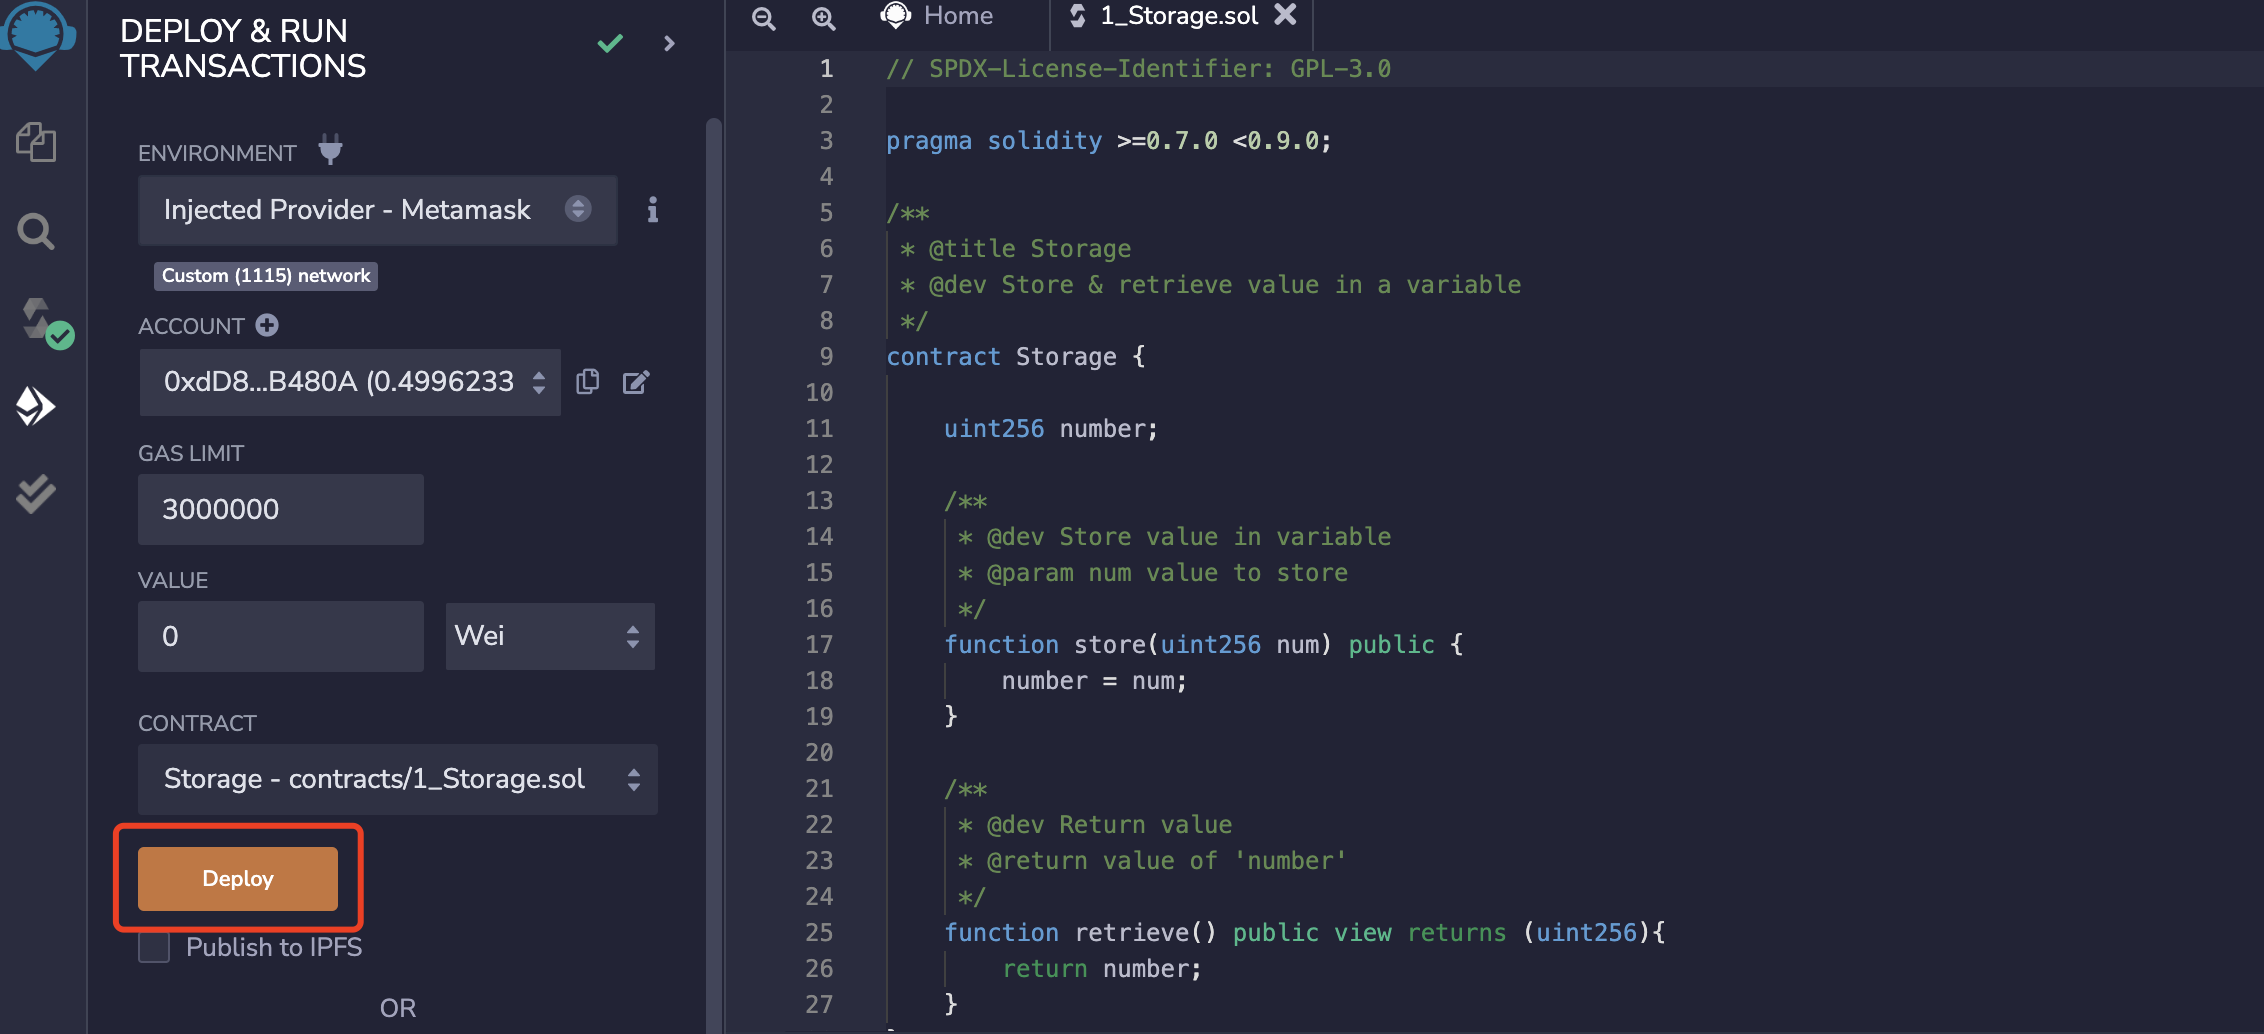 DEPLOY & RUN
TRANSACTIONS
ENVIRONMENT
Injected Provider - Metamask
i
Custom (1115) network
ACCOUNT
0xdD8...B480A (0.4996233
GAS LIMIT
3000000
VALUE
0
Wei
CONTRACT
Storage - contracts/1_Storage.sol
Deploy
Publish to IPFS
OR
Home
1_Storage.sol
1 // SPDX-License-Identifier: GPL-3.0
2
3 pragma solidity >=0.7.0 <0.9.0;
4
5 /**
6 * @title Storage
7 * @dev Store & retrieve value in a variable
8 */
9 contract Storage {
10
11 uint256 number;
12
13 /**
14 * @dev Store value in variable
15 * @param num value to store
16 */
17 function store(uint256 num) public {
18 number = num;
19 }
20
21 /**
22 * @dev Return value
23 * @return value of 'number'
24 */
25 function retrieve() public view returns (uint256){
26 return number;
27 }